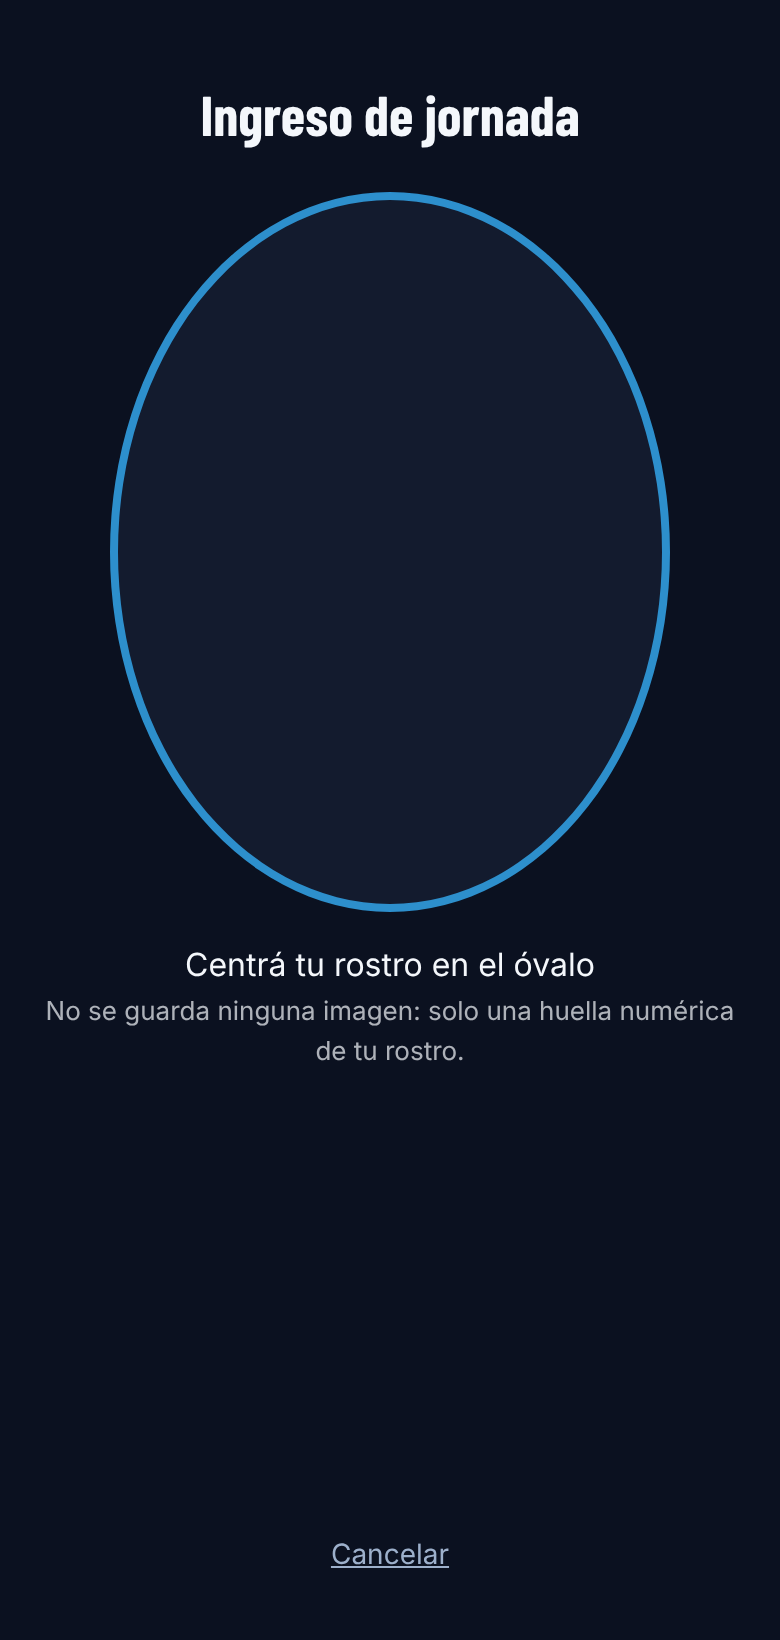 Ingreso de jornada
Centrá tu rostro en el óvalo
No se guarda ninguna imagen: solo una huella numérica
de tu rostro.
Cancelar